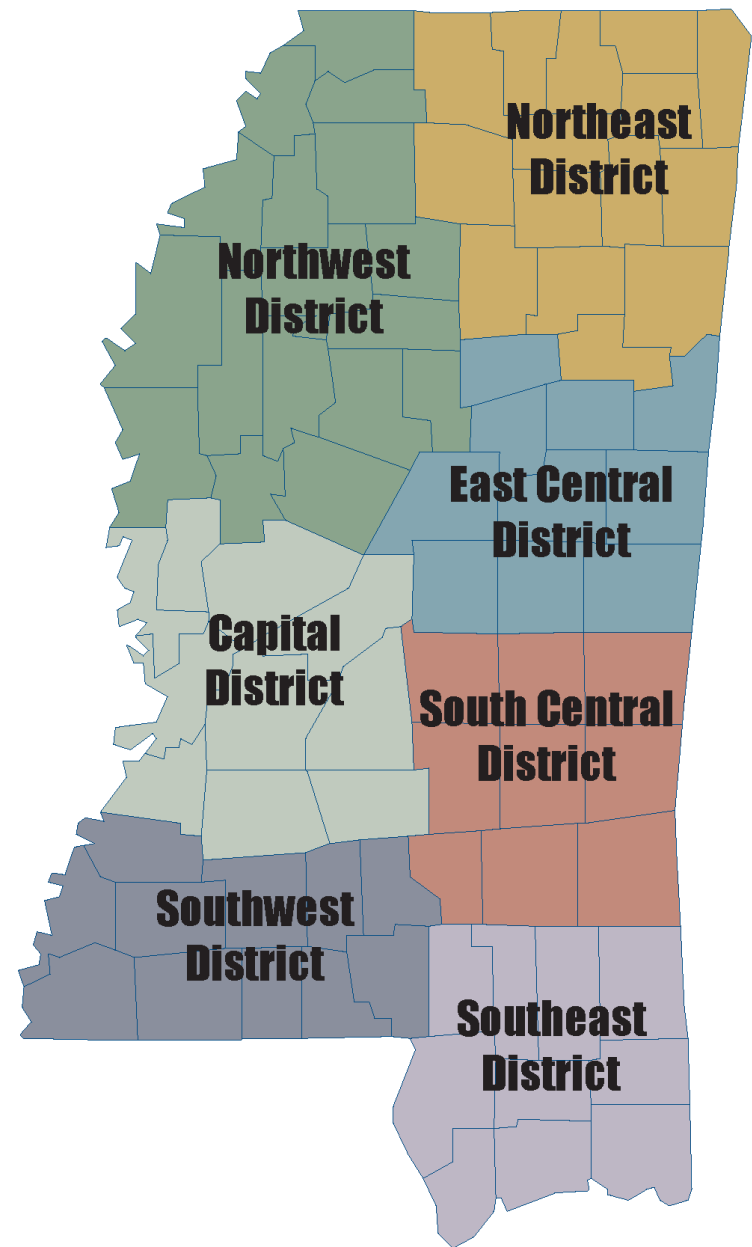 Northeast
District
Northwest
District
East Central
District
Capital
District
South Central
District
Southwest
District
Southeast
District